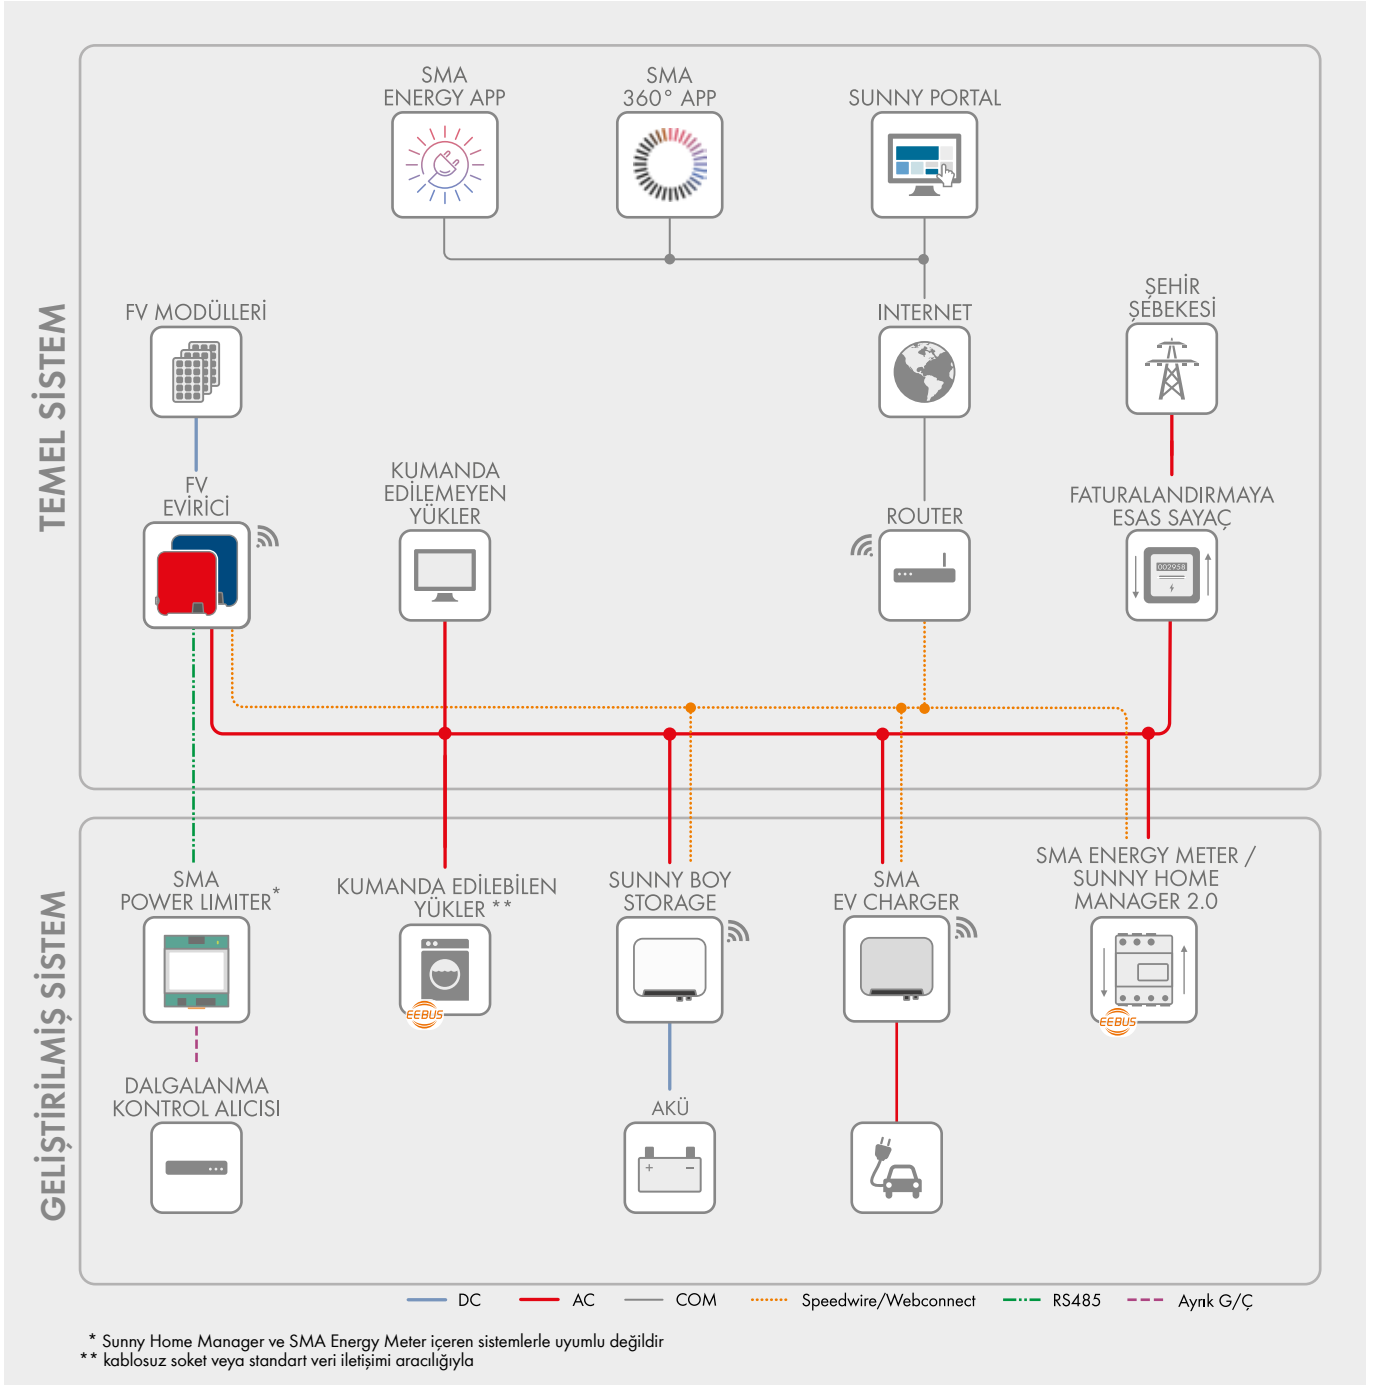 TEMEL SİSTEM
SMA
ENERGY APP
SMA
360° APP
SUNNY PORTAL
FV MODÜLLERİ
INTERNET
ŞEHİR
ŞEBEKESİ
FV
EVİRİCİ
KUMANDA
EDİLEMEYEN
YÜKLER
ROUTER
FATURALANDIRMAYA
ESAS SAYAÇ
002958
GELİŞTİRİLMİŞ SİSTEM
SMA
POWER LIMITER*
KUMANDA EDİLEBİLEN
YÜKLER **
EEBUS
SUNNY BOY
STORAGE
SMA
EV CHARGER
SMA ENERGY METER /
SUNNY HOME
MANAGER 2.0
EEBUS
DALGALANMA
KONTROL ALICISI
AKÜ
+ −
DC
AC
COM
Speedwire/Webconnect
RS485
Ayrık G/Ç
* Sunny Home Manager ve SMA Energy Meter içeren sistemlerle uyumlu değildir
** kablosuz soket veya standart veri iletişimi aracılığıyla